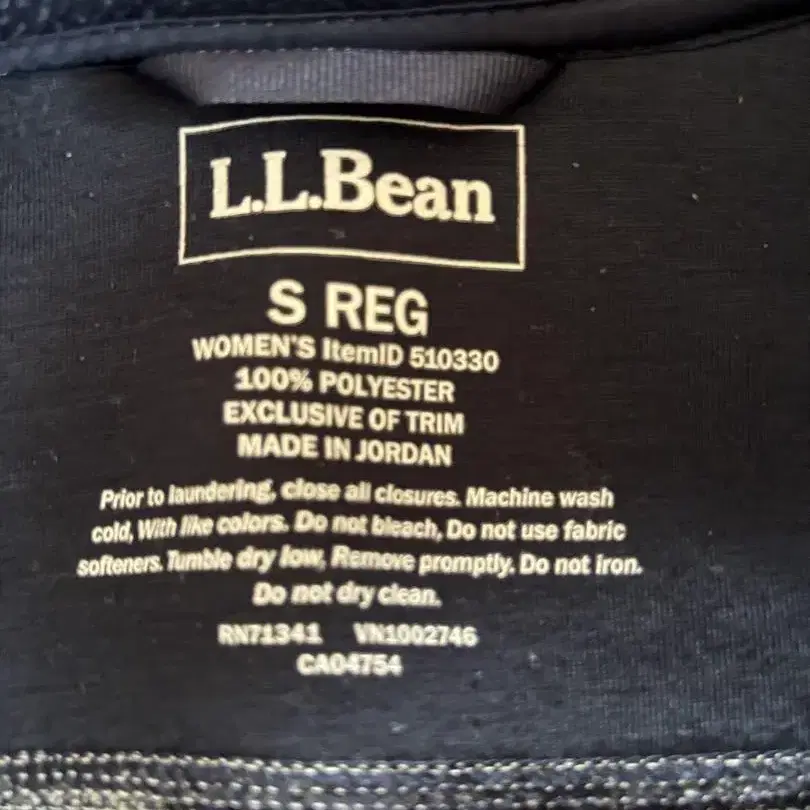 L.L.Bean
S REG
WOMEN'S ItemID 510330
100% POLYESTER
EXCLUSIVE OF TRIM
MADE IN JORDAN
Prior to laundering, close all closures. Machine wash
cold, With like colors. Do not bleach, Do not use fabric
softeners. Tumble dry low, Remove promptly. Do not iron.
Do not dry clean.
RN71341 VN1002746
CA04754